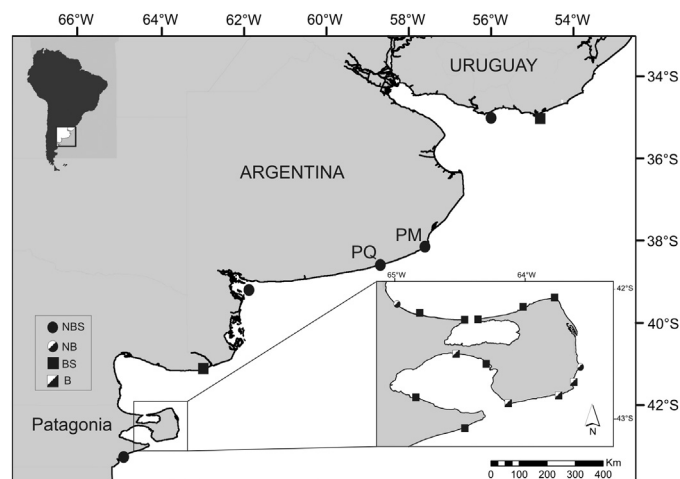 66°W 64°W 62°W 60°W 58°W 56°W 54°W
URUGUAY
34°S
ARGENTINA
36°S
PM
PQ
38°S
65°W 64°W
42°S
NBS
NB
BS
B
40°S
Patagonia
42°S
43°S
N
Km
0 100 200 300 400